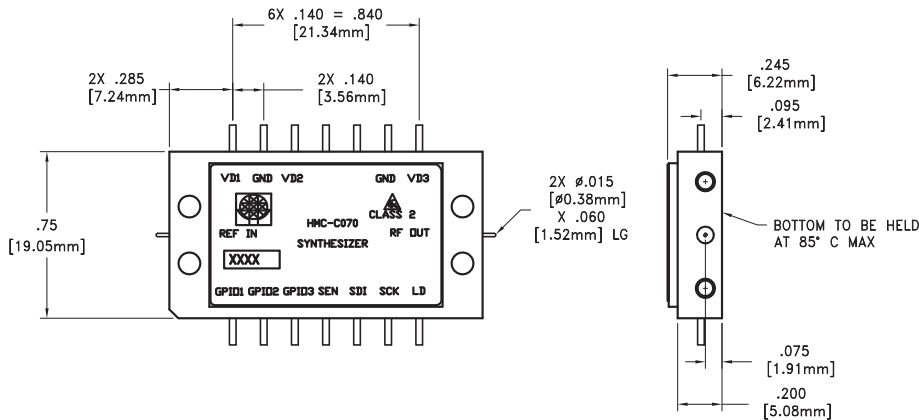 6X .140 = .840
[21.34mm]
2X .285
[7.24mm]
2X .140
[3.56mm]
.245
[6.22mm]
.095
[2.41mm]
VD1 GND VD2 GND VD3
CLASS 2
REF IN
HMC-C070
RF OUT
SYNTHESIZER
XXXX
GPIO1 GPIO2 GPIO3 SEN SDI SCK LD
.75
[19.05mm]
2X ø.015
[ø0.38mm]
X .060
[1.52mm] LG
BOTTOM TO BE HELD
AT 85° C MAX
.075
[1.91mm]
.200
[5.08mm]